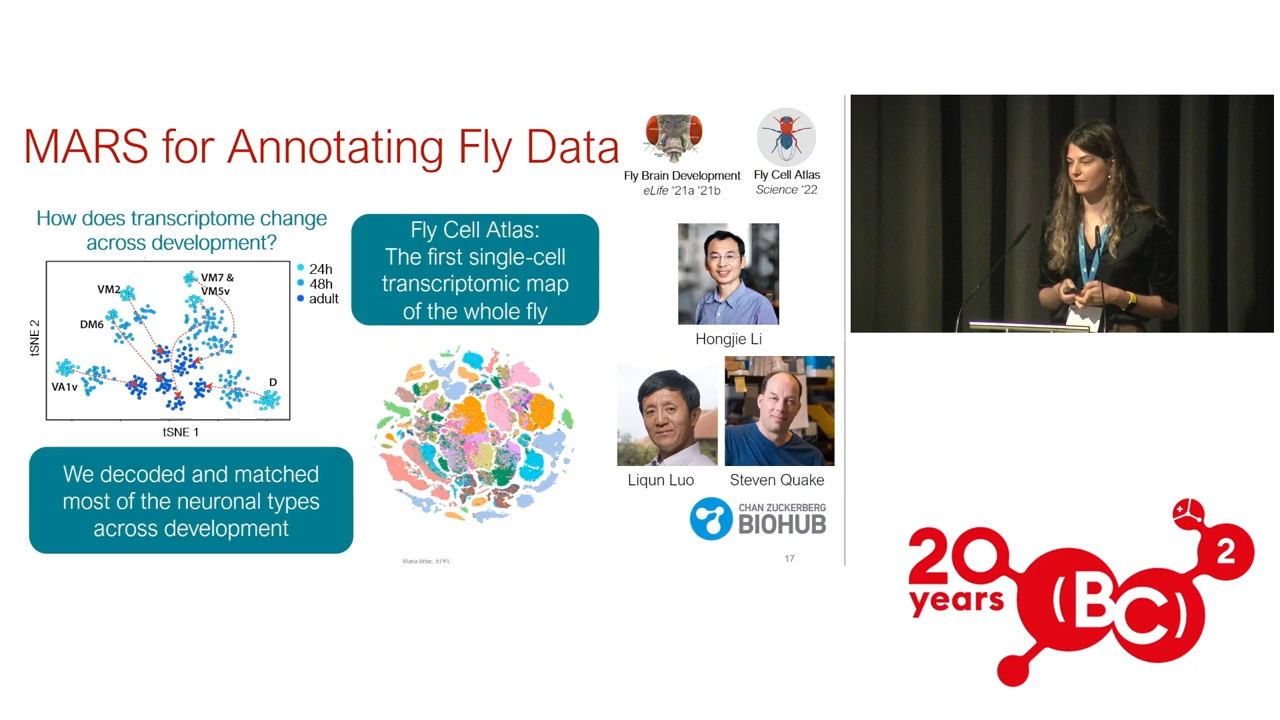 MARS for Annotating Fly Data
Fly Brain Development
eLife '21a '21b
Fly Cell Atlas
Science '22
How does transcriptome change
across development?
VM7 &
VM5v
VM2
DM6
VA1v
D
24h
48h
adult
tSNE 2
tSNE 1
We decoded and matched
most of the neuronal types
across development
Fly Cell Atlas:
The first single-cell
transcriptomic map
of the whole fly
Hongjie Li
Liqun Luo
Steven Quake
CHAN ZUCKERBERG
BIOHUB
Maria Brbic, EPFL
17
20
years
(BC)
2